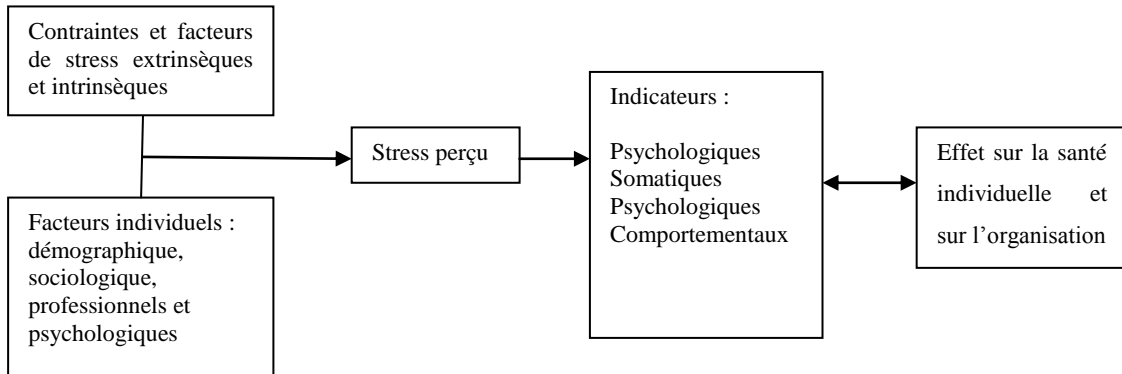 Contraintes et facteurs
de stress extrinsèques
et intrinsèques
Facteurs individuels :
démographique,
sociologique,
professionnels et
psychologiques
Stress perçu
Indicateurs :
Psychologiques
Somatiques
Psychologiques
Comportementaux
Effet sur la santé
individuelle et
sur l’organisation